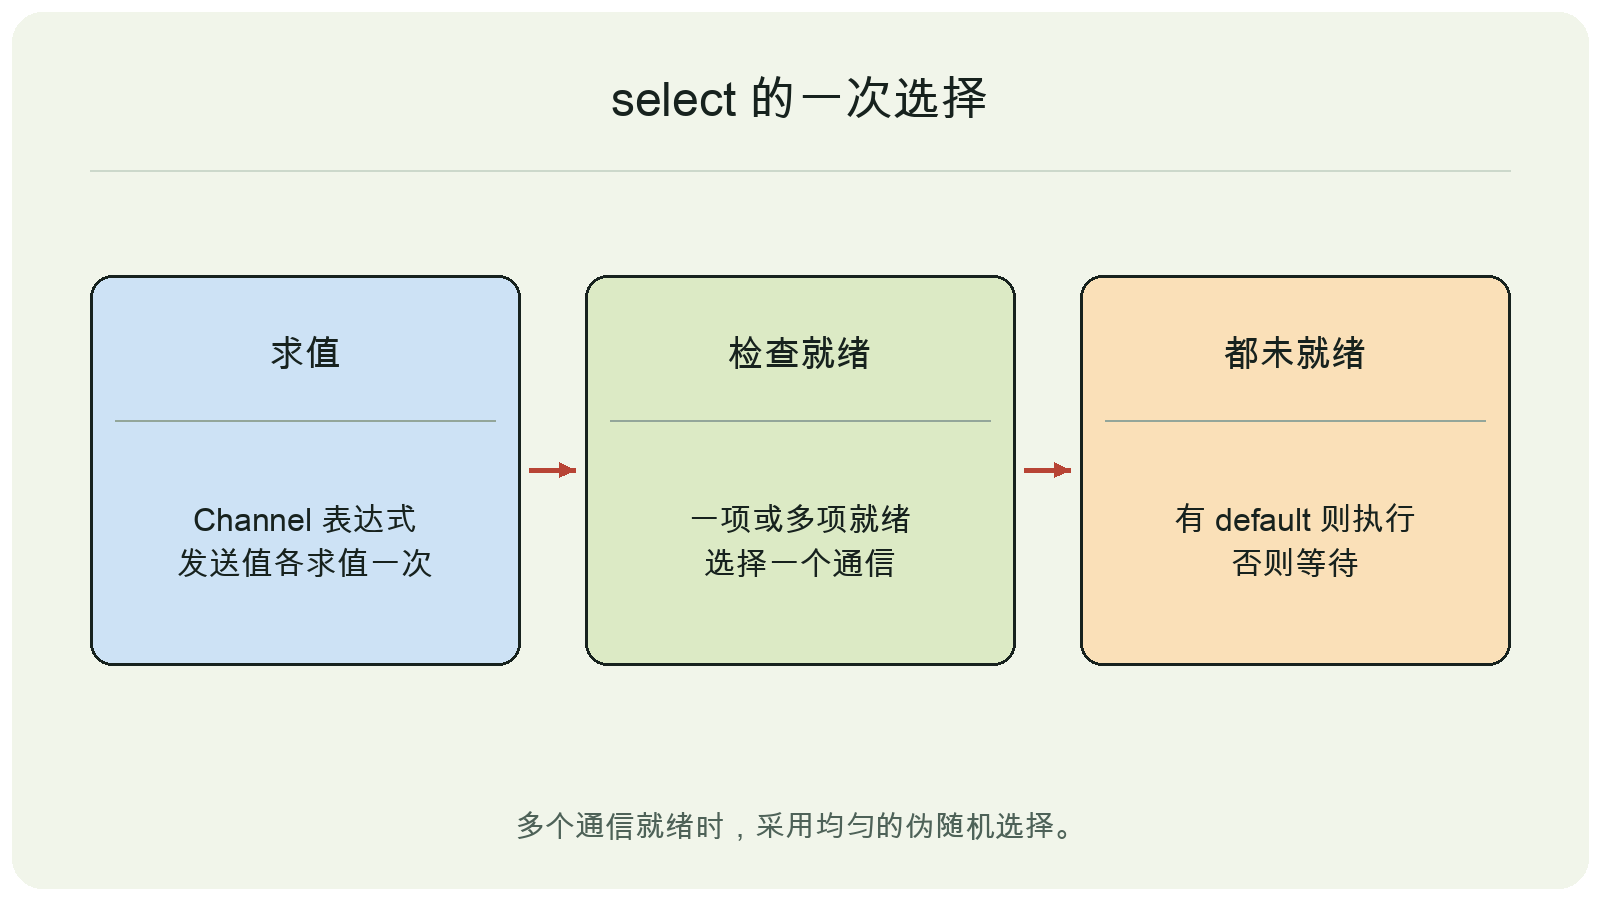 select 的一次选择
求值
Channel 表达式
发送值各求值一次
检查就绪
一项或多项就绪
选择一个通信
都未就绪
有 default 则执行
否则等待
多个通信就绪时，采用均匀的伪随机选择。